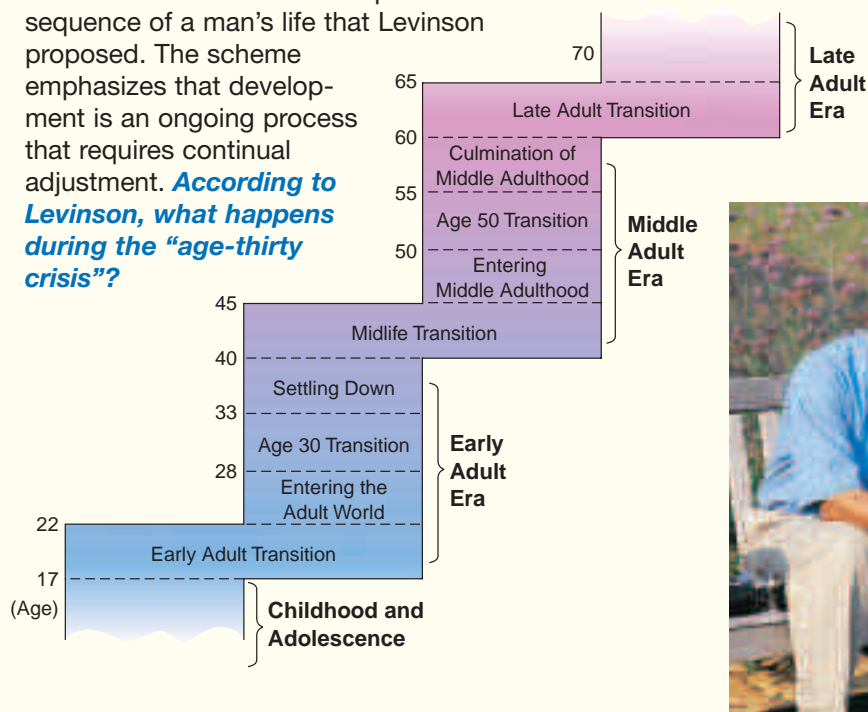 sequence of a man's life that Levinson
proposed. The scheme
emphasizes that develop-
ment is an ongoing process
that requires continual
adjustment. According to
Levinson, what happens
during the "age-thirty
crisis"?
70
Late
Adult
Era
65
Late Adult Transition
60
Culmination of
Middle Adulthood
55
Age 50 Transition
50
Entering
Middle Adulthood
Middle
Adult
Era
45
Midlife Transition
40
Settling Down
33
Age 30 Transition
28
Entering the
Adult World
Early
Adult
Era
22
Early Adult Transition
17
(Age)
Childhood and
Adolescence